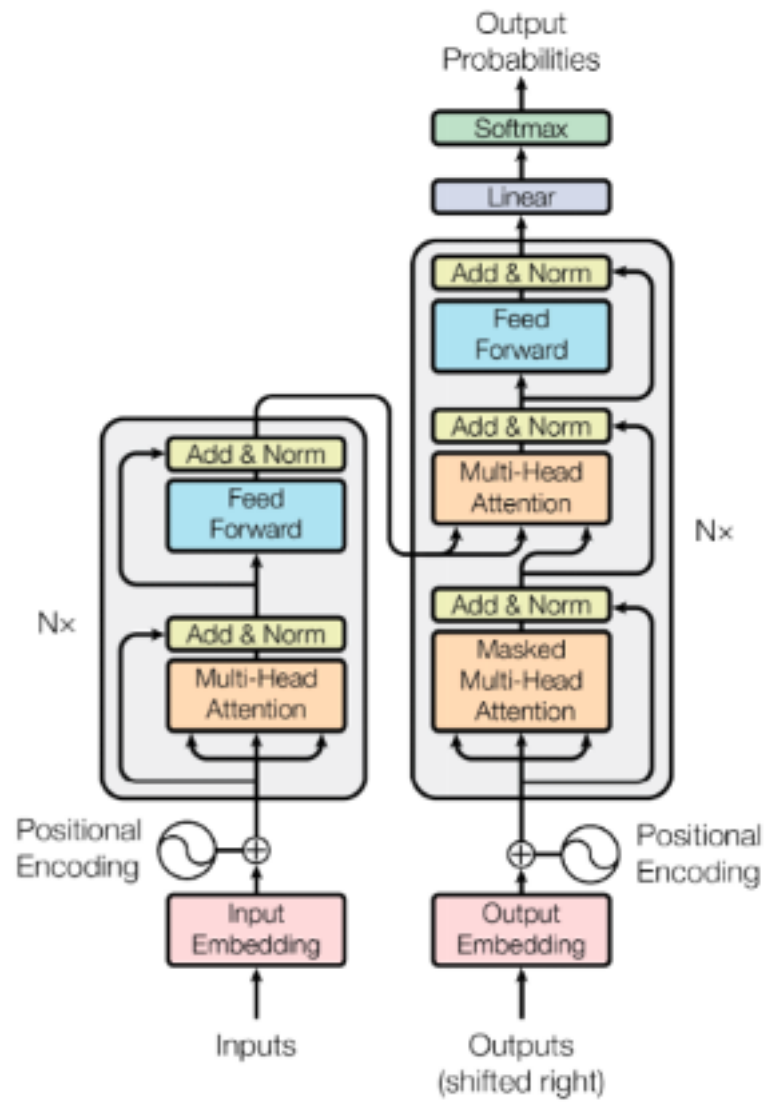 Output
Probabilities
Softmax
Linear
Add & Norm
Feed
Forward
Add & Norm
Multi-Head
Attention
Add & Norm
Masked
Multi-Head
Attention
Nx
Add & Norm
Feed
Forward
Add & Norm
Multi-Head
Attention
Nx
Positional
Encoding
Positional
Encoding
Input
Embedding
Output
Embedding
Inputs
Outputs
(shifted right)